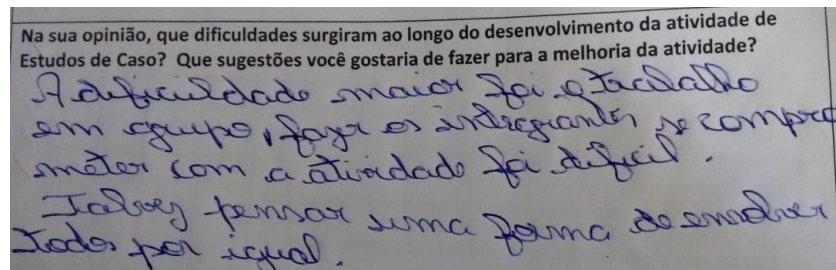 Na sua opinião, que dificuldades surgiram ao longo do desenvolvimento da atividade de
Estudos de Caso? Que sugestões você gostaria de fazer para a melhoria da atividade?
A dificuldade maior foi o trabalho
em grupo, fazer os integrantes se compro
meter com a atividade foi dificil.
Talvez pensar uma forma de envolver
todos por igual.